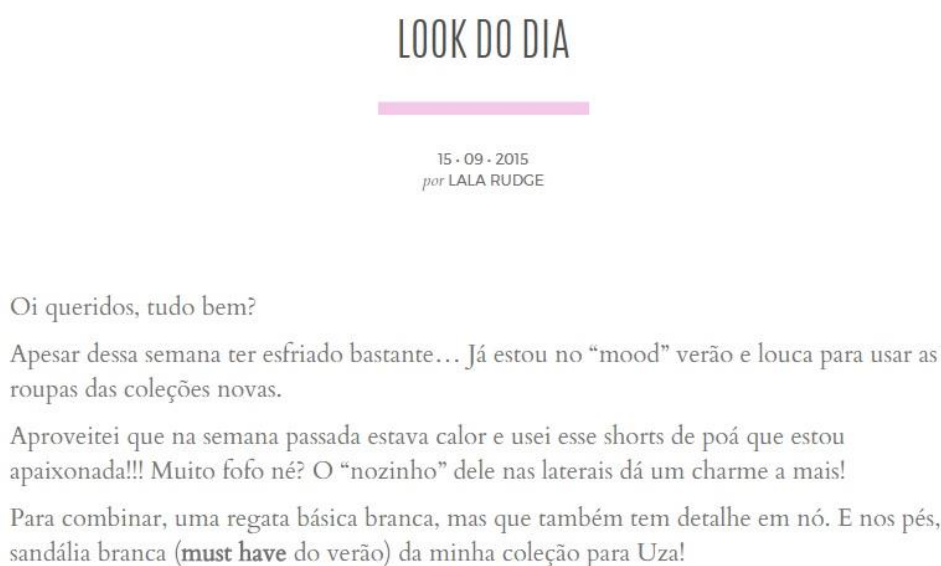 LOOK DO DIA
15 • 09 • 2015
por LALA RUDGE
Oi queridos, tudo bem?
Apesar dessa semana ter esfriado bastante… Já estou no “mood” verão e louca para usar as
roupas das coleções novas.
Aproveitei que na semana passada estava calor e usei esse shorts de poá que estou
apaixonada!!! Muito fofo né? O “nozinho” dele nas laterais dá um charme a mais!
Para combinar, uma regata básica branca, mas que também tem detalhe em nó. E nos pés,
sandália branca (must have do verão) da minha coleção para Uza!